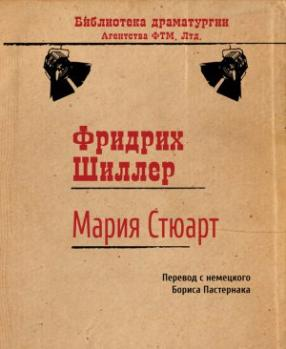 Библиотека драматургии
Агентства ФТМ, Лтд.
Фридрих
Шиллер
Мария Стюарт
Перевод с немецкого
Бориса Пастернака